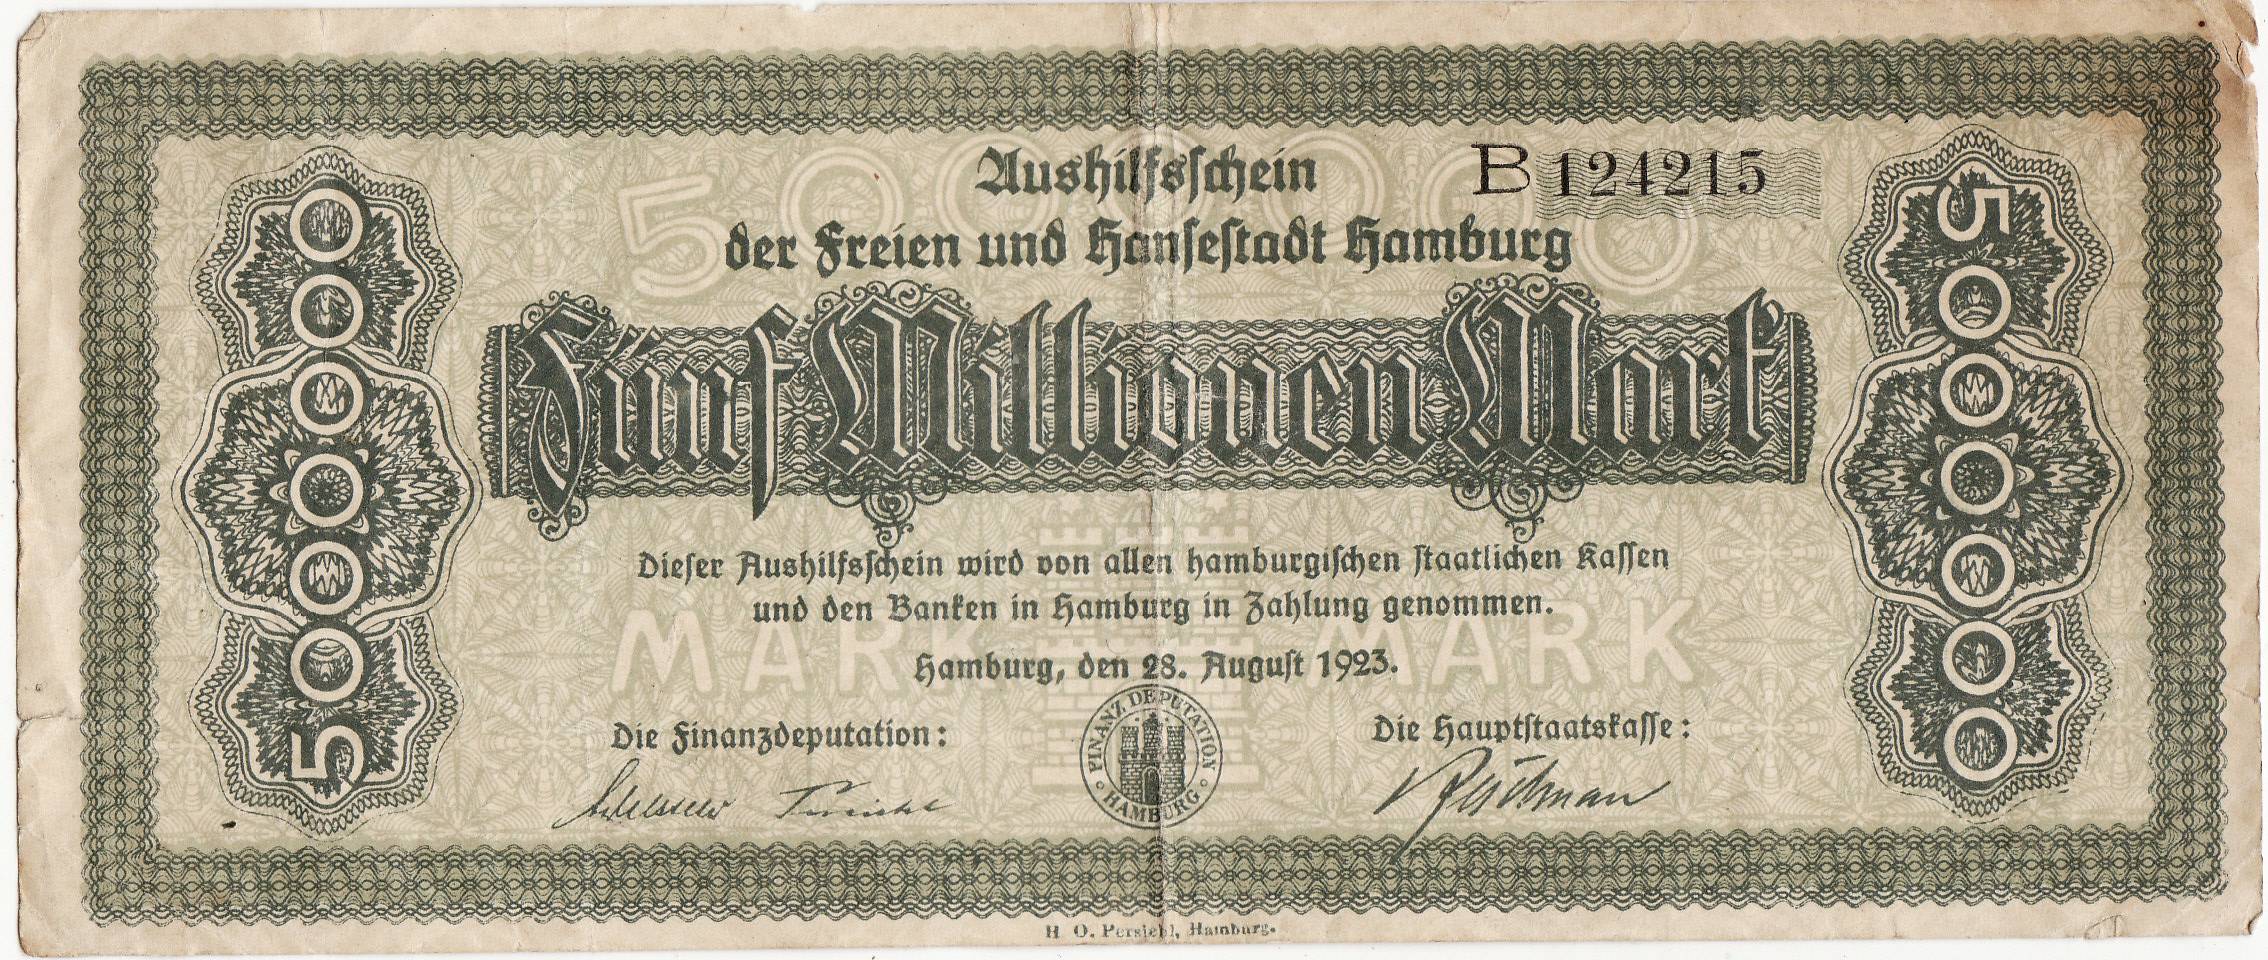 Aushilfsschein
B 124215
der Freien und Hansestadt Hamburg
5000000
5000000
5000000
Fünf Millionen Mark
Dieser Aushilfsschein wird von allen hamburgischen staatlichen Kassen
und den Banken in Hamburg in Zahlung genommen.
MARK MARK
Hamburg, den 28. August 1923.
Die Finanzdeputation:
FINANZ DEPUTATION HAMBURG
Die Hauptstaatskasse:
H. O. Persiehl, Hamburg.